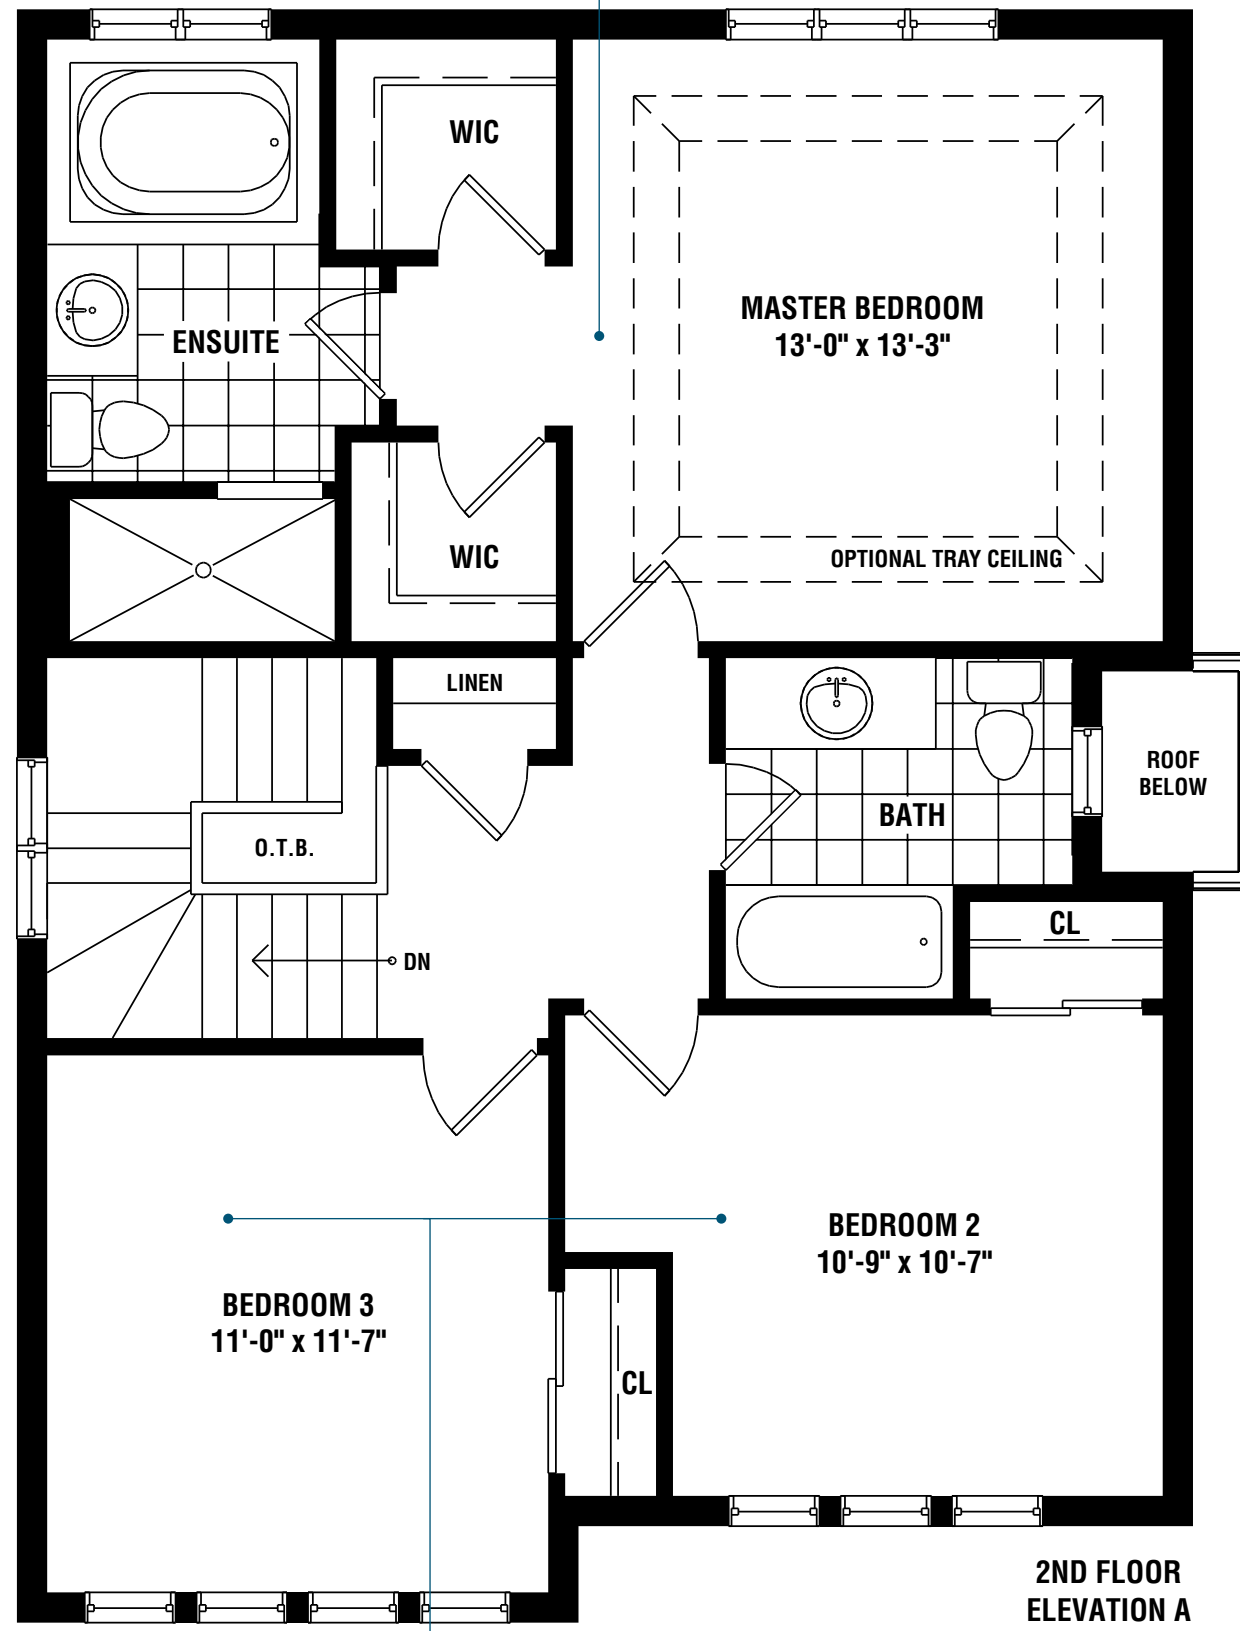 WIC
MASTER BEDROOM
13'-0" x 13'-3"
ENSUITE
WIC
OPTIONAL TRAY CEILING
LINEN
ROOF
BELOW
BATH
O.T.B.
CL
DN
BEDROOM 2
10'-9" x 10'-7"
BEDROOM 3
11'-0" x 11'-7"
CL
2ND FLOOR
ELEVATION A